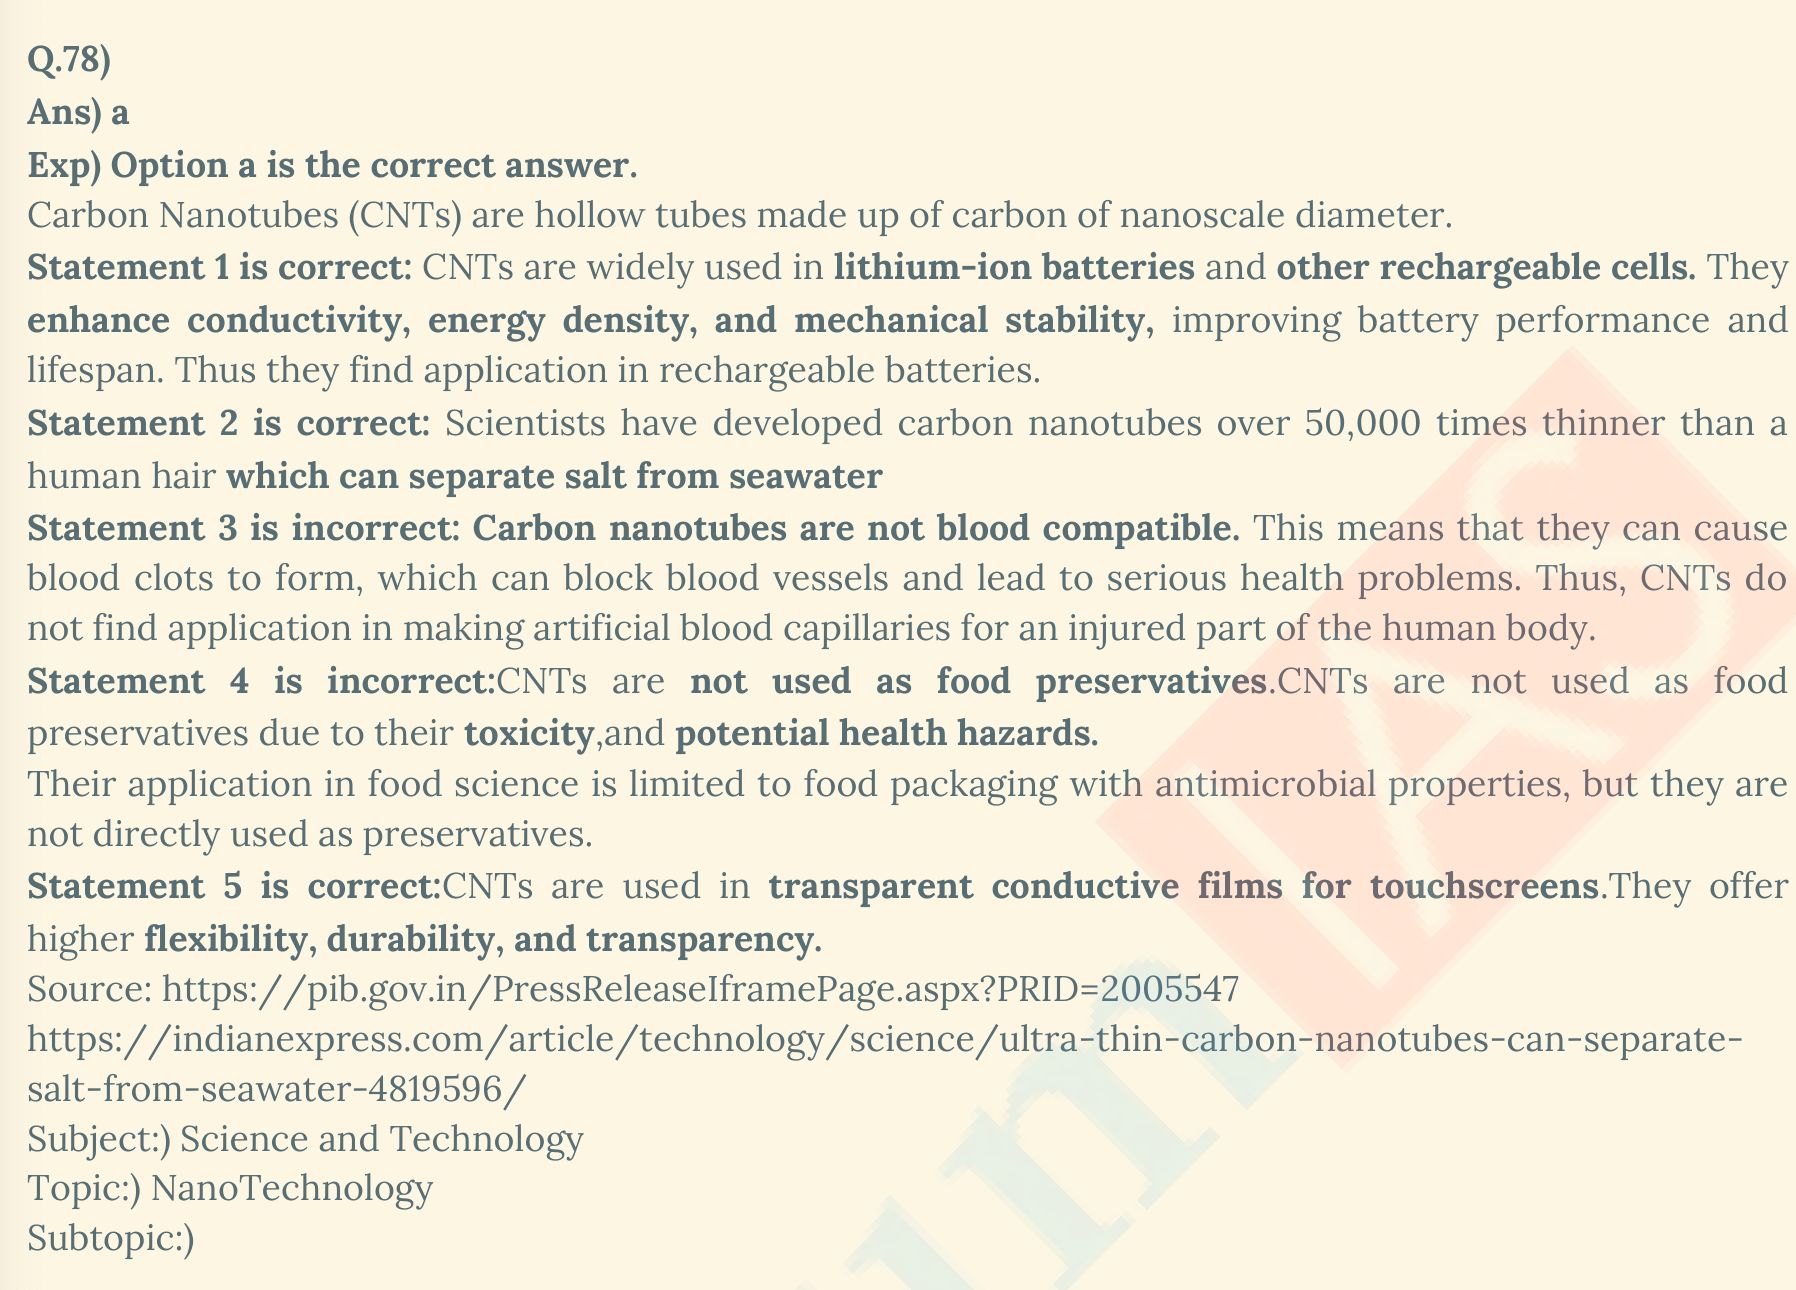 Q.78)
Ans) a
Exp) Option a is the correct answer.
Carbon Nanotubes (CNTs) are hollow tubes made up of carbon of nanoscale diameter.
Statement 1 is correct: CNTs are widely used in lithium-ion batteries and other rechargeable cells. They
enhance conductivity, energy density, and mechanical stability, improving battery performance and
lifespan. Thus they find application in rechargeable batteries.
Statement 2 is correct: Scientists have developed carbon nanotubes over 50,000 times thinner than a
human hair which can separate salt from seawater
Statement 3 is incorrect: Carbon nanotubes are not blood compatible. This means that they can cause
blood clots to form, which can block blood vessels and lead to serious health problems. Thus, CNTs do
not find application in making artificial blood capillaries for an injured part of the human body.
Statement 4 is incorrect:CNTs are not used as food preservatives.CNTs are not used as food
preservatives due to their toxicity,and potential health hazards.
Their application in food science is limited to food packaging with antimicrobial properties, but they are
not directly used as preservatives.
Statement 5 is correct:CNTs are used in transparent conductive films for touchscreens.They offer
higher flexibility, durability, and transparency.
Source: https://pib.gov.in/PressReleaseIframePage.aspx?PRID=2005547
https://indianexpress.com/article/technology/science/ultra-thin-carbon-nanotubes-can-separate-
salt-from-seawater-4819596/
Subject:) Science and Technology
Topic:) NanoTechnology
Subtopic:)
IAS